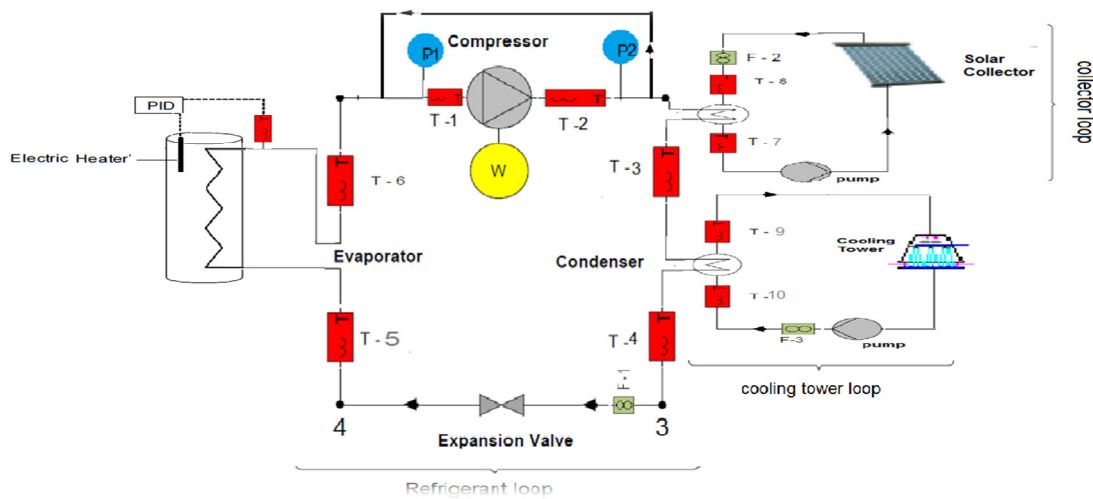 Compressor
P1
P2
T
T
T-1
T-2
W
PID
Electric Heater'
T
T-6
Evaporator
T
T-5
4
Expansion Valve
F-1
3
T
T-4
T
T-3
Condenser
F-2
T-8
T-7
pump
Solar
Collector
collector loop
T-9
T-10
Cooling
Tower
F-3
pump
cooling tower loop
Refrigerant loop